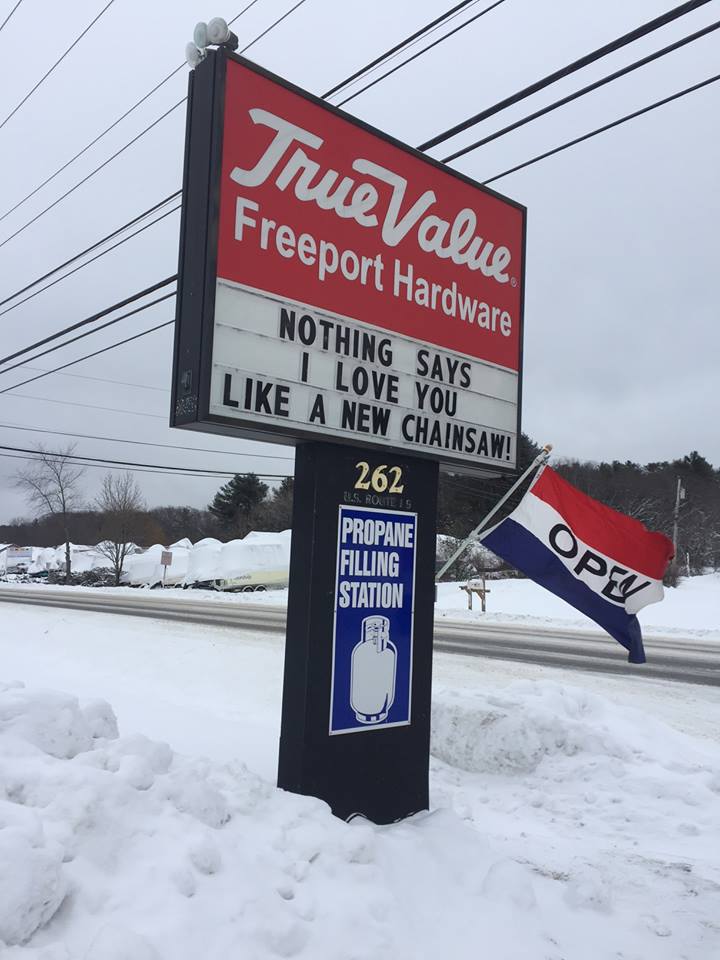 True Value®
Freeport Hardware
NOTHING SAYS
I LOVE YOU
LIKE A NEW CHAINSAW!
262
U.S. ROUTE 1 S
PROPANE
FILLING
STATION
OPEN